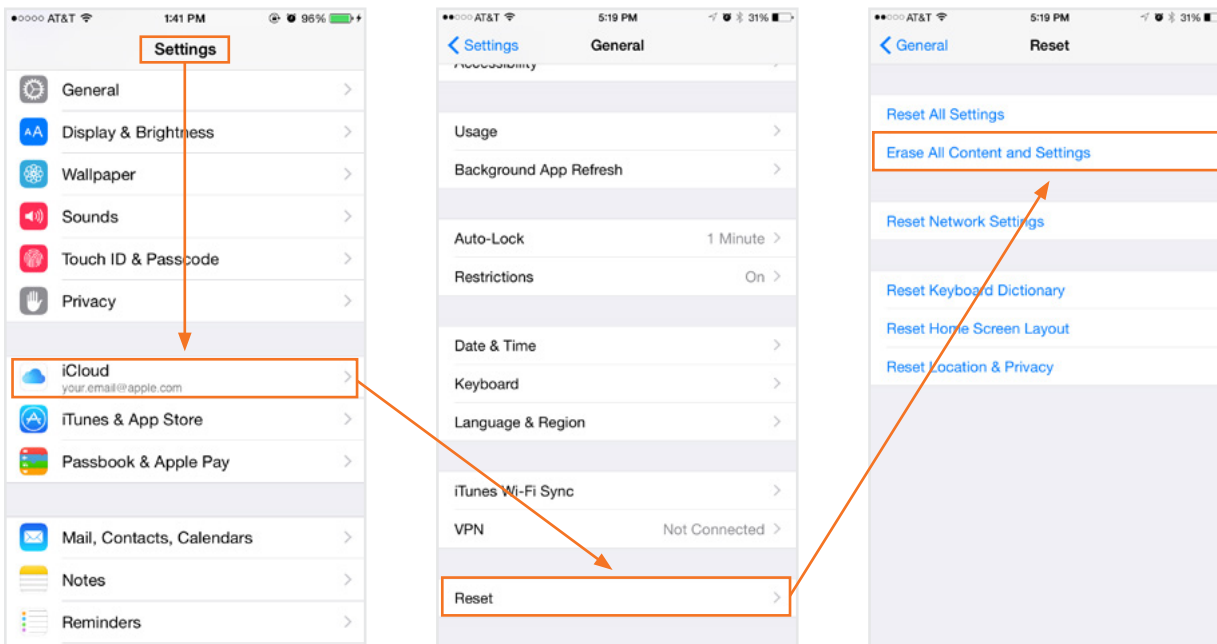 AT&T 1:41 PM 96%
Settings
General
Display & Brightness
Wallpaper
Sounds
Touch ID & Passcode
Privacy
iCloud
your.email@apple.com
iTunes & App Store
Passbook & Apple Pay
Mail, Contacts, Calendars
Notes
Reminders
AT&T 5:19 PM 31%
Settings General
Accessibility
Usage
Background App Refresh
Auto-Lock 1 Minute
Restrictions On
Date & Time
Keyboard
Language & Region
iTunes Wi-Fi Sync
VPN Not Connected
Reset
AT&T 5:19 PM 31%
General Reset
Reset All Settings
Erase All Content and Settings
Reset Network Settings
Reset Keyboard Dictionary
Reset Home Screen Layout
Reset Location & Privacy